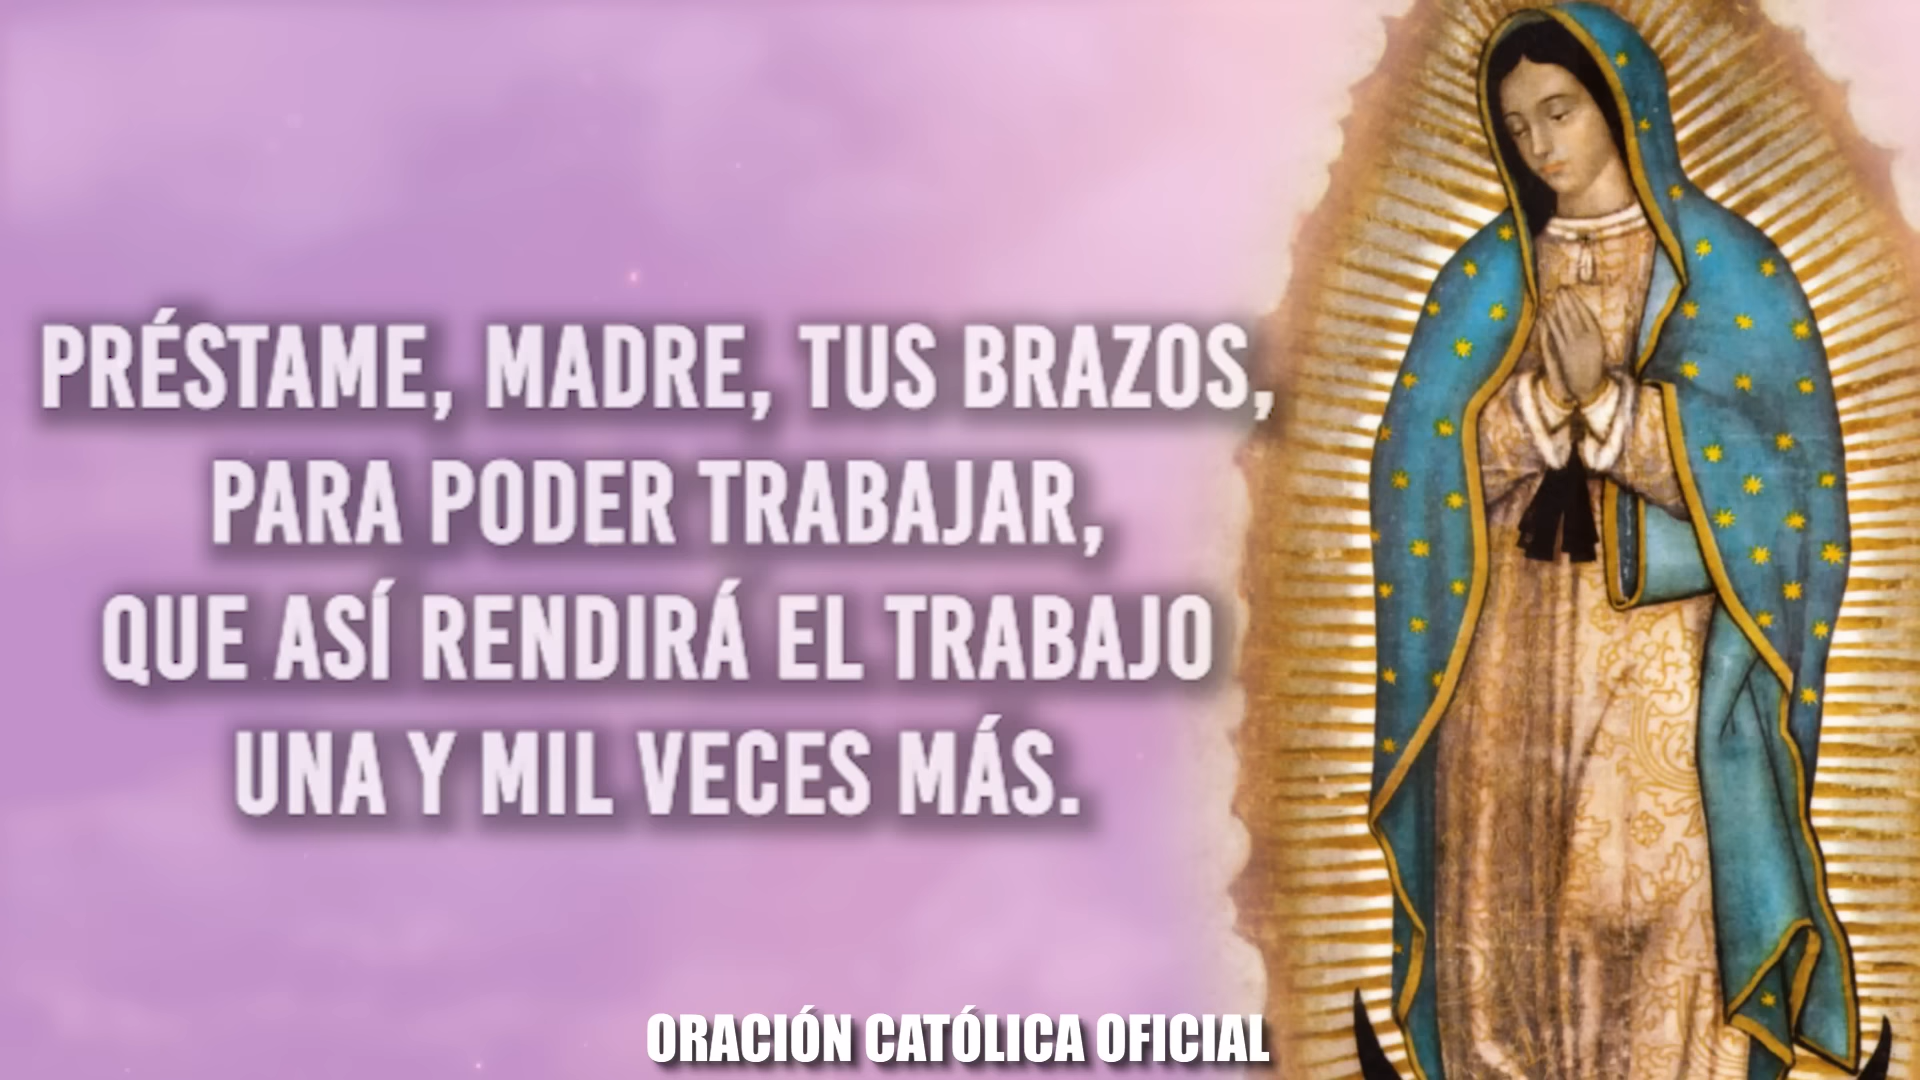 PRÉSTAME, MADRE, TUS BRAZOS,
PARA PODER TRABAJAR,
QUE ASÍ RENDIRÁ EL TRABAJO
UNA Y MIL VECES MÁS.
ORACIÓN CATÓLICA OFICIAL